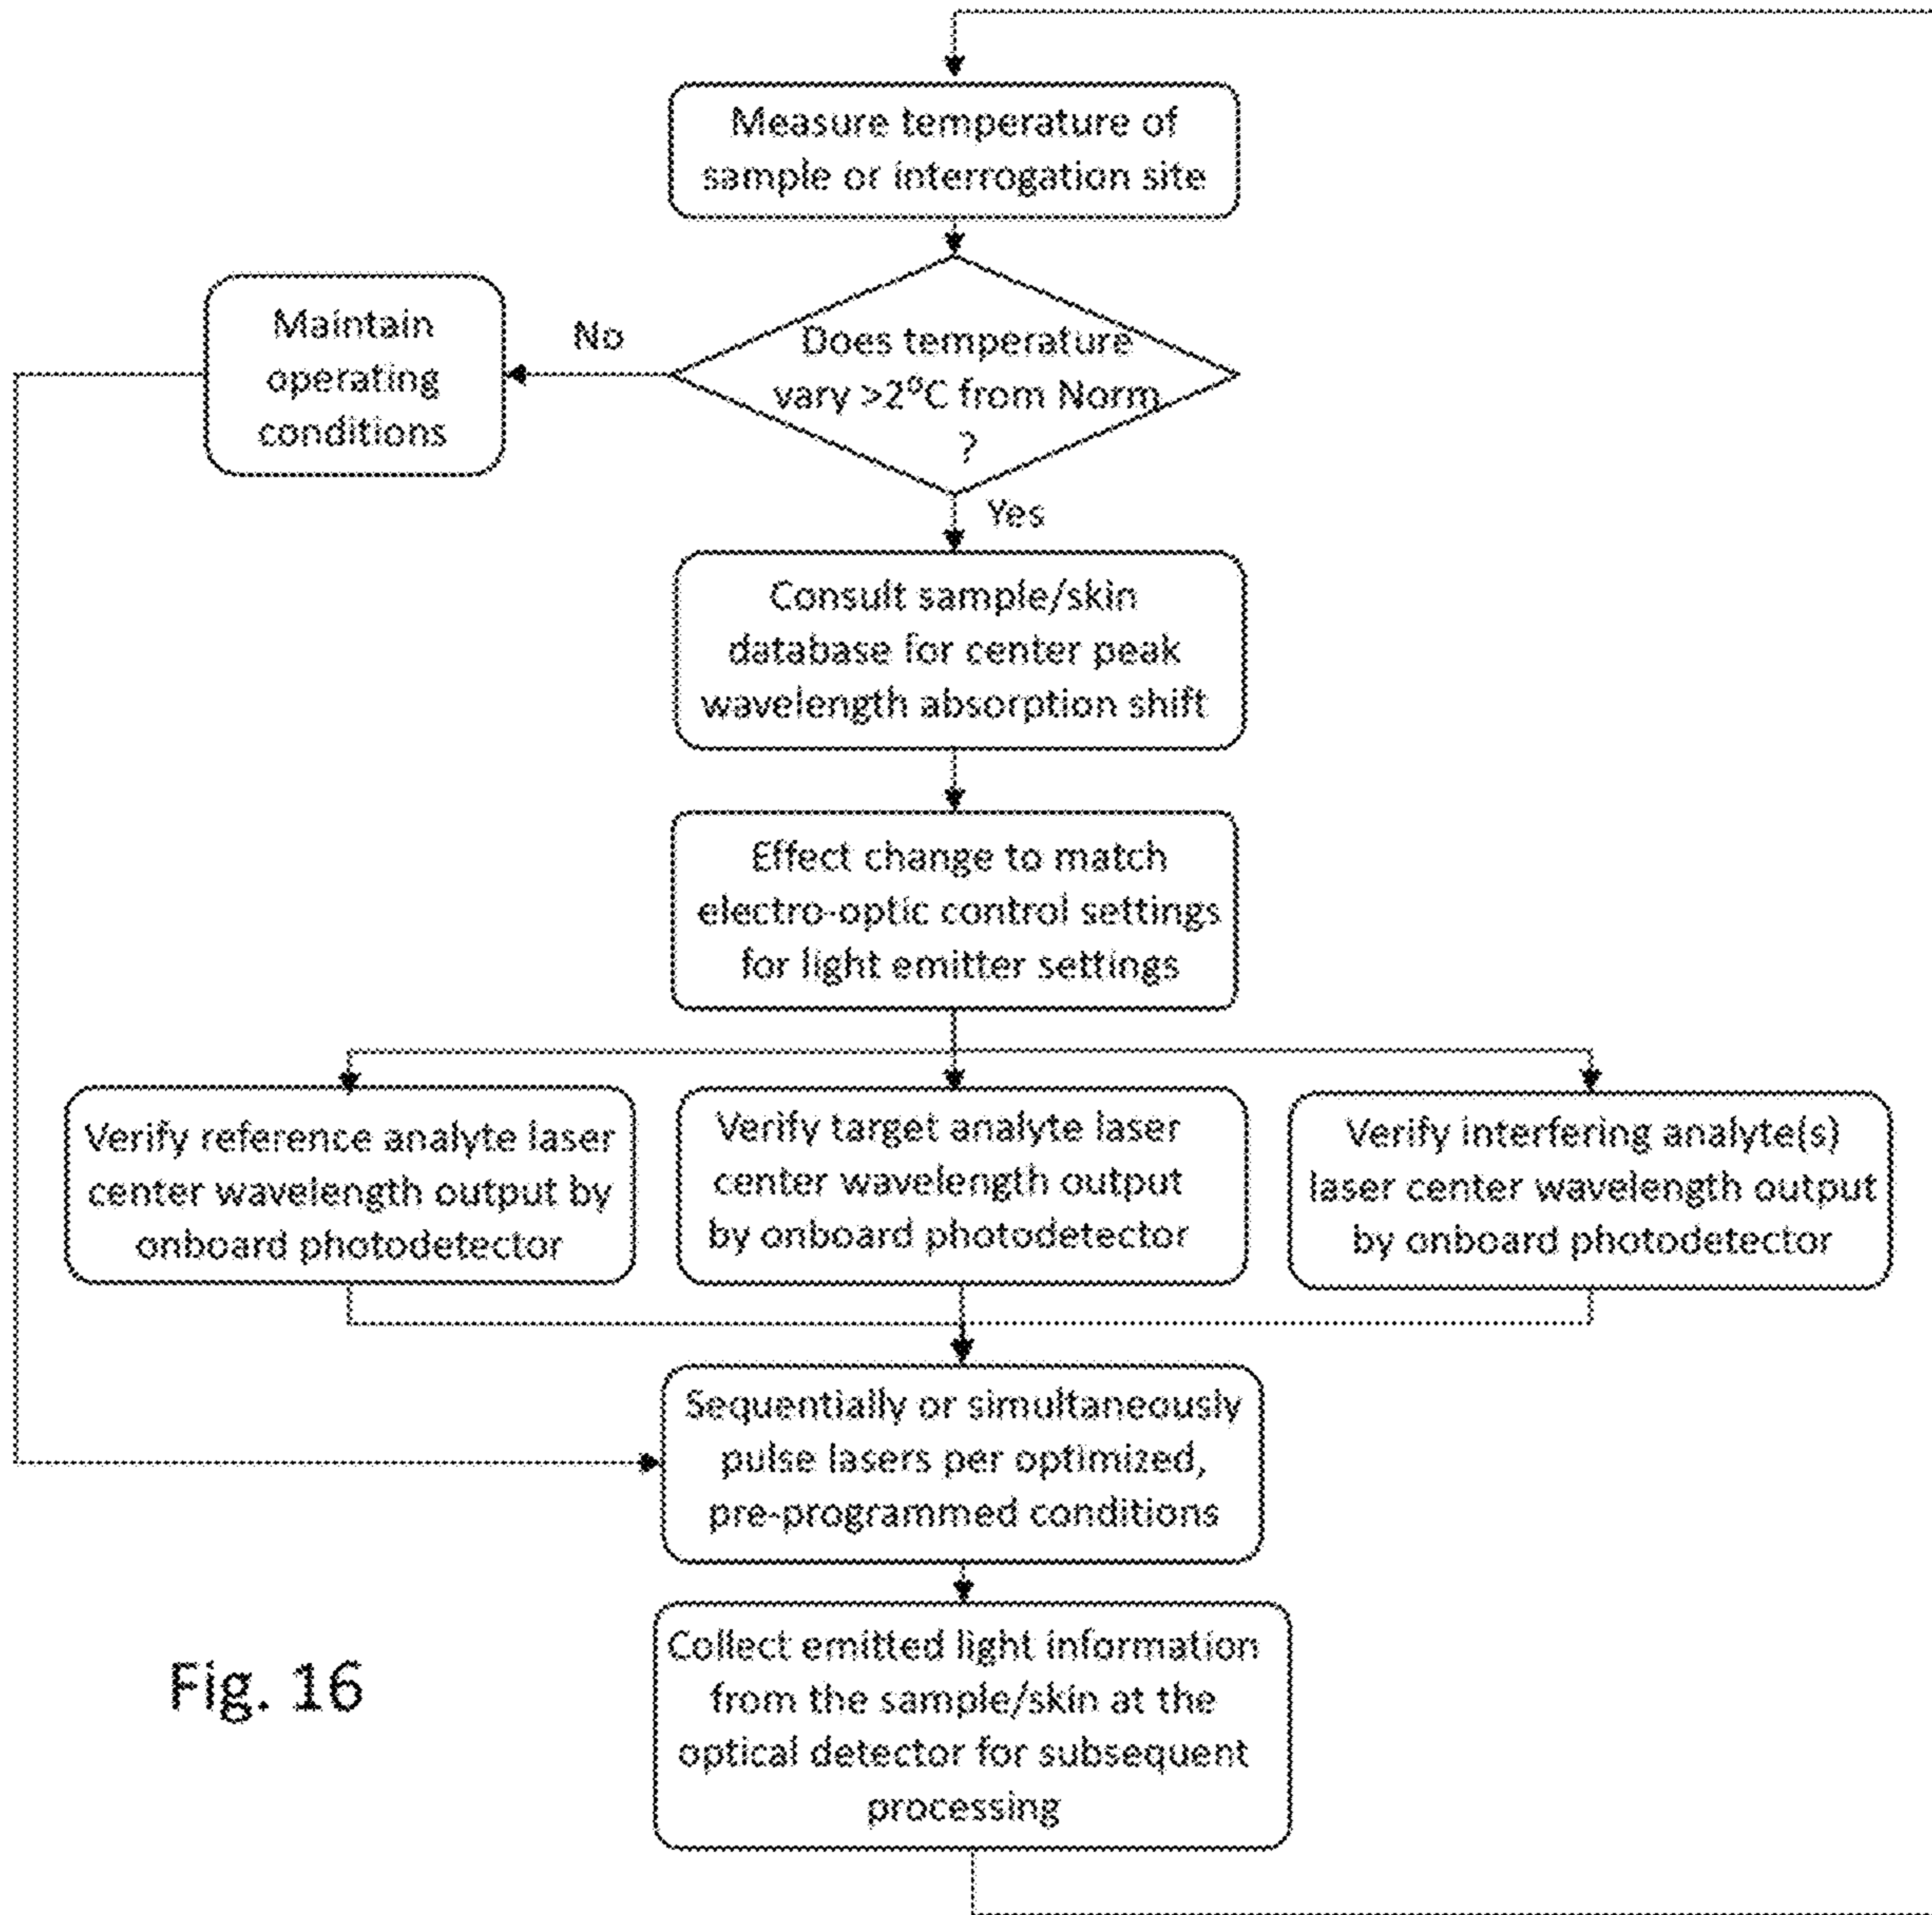 Measure temperature of
sample or interrogation site
Maintain
operating
conditions
No
Does temperature
vary >2⁰C from Norm
?
Yes
Consult sample/skin
database for center peak
wavelength absorption shift
Effect change to match
electro-optic control settings
for light emitter settings
Verify reference analyte laser
center wavelength output by
onboard photodetector
Verify target analyte laser
center wavelength output
by onboard photodetector
Verify interfering analyte(s)
laser center wavelength output
by onboard photodetector
Sequentially or simultaneously
pulse lasers per optimized,
pre-programmed conditions
Collect emitted light information
from the sample/skin at the
optical detector for subsequent
processing
Fig. 16